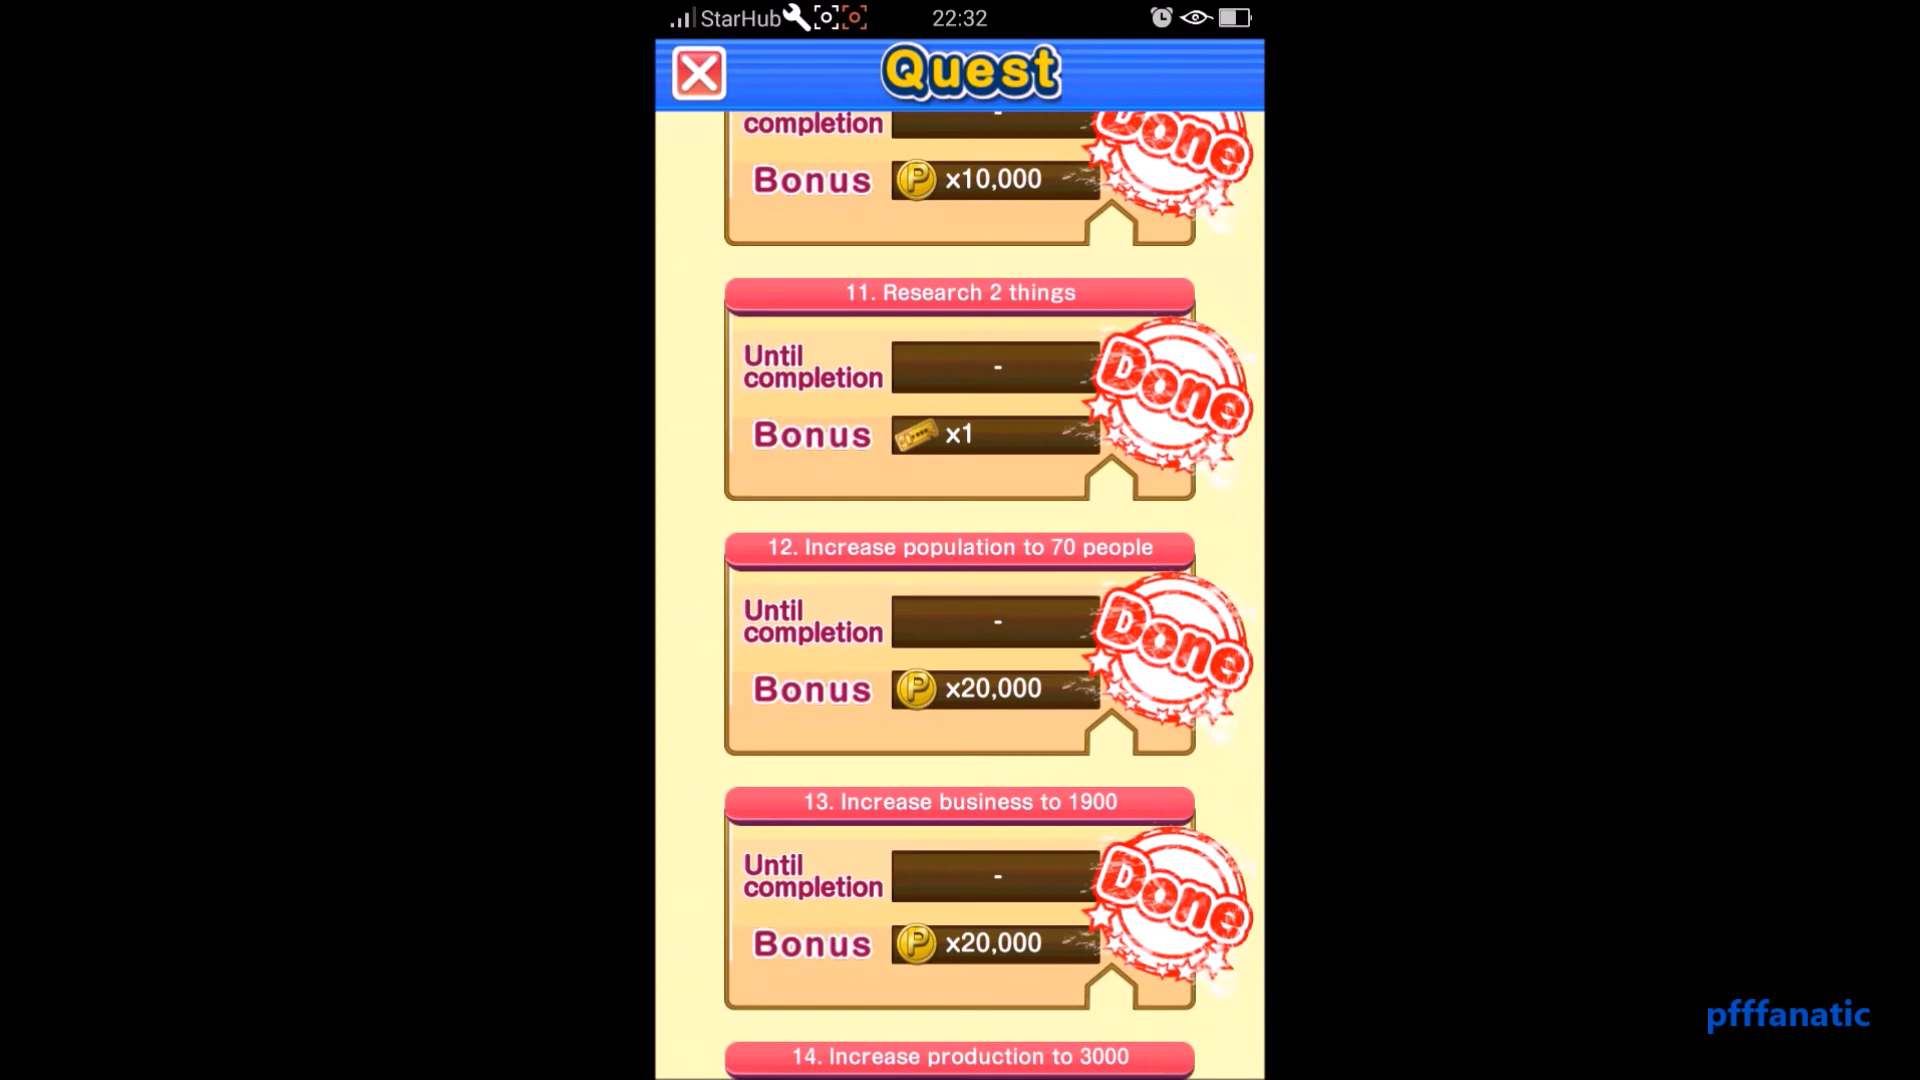 StarHub
22:32
Quest
completion
-
Done
Bonus
P
x10,000
11. Research 2 things
Until
completion
-
Done
Bonus
x1
12. Increase population to 70 people
Until
completion
-
Done
Bonus
P
x20,000
13. Increase business to 1900
Until
completion
-
Done
Bonus
P
x20,000
14. Increase production to 3000
pfffanatic